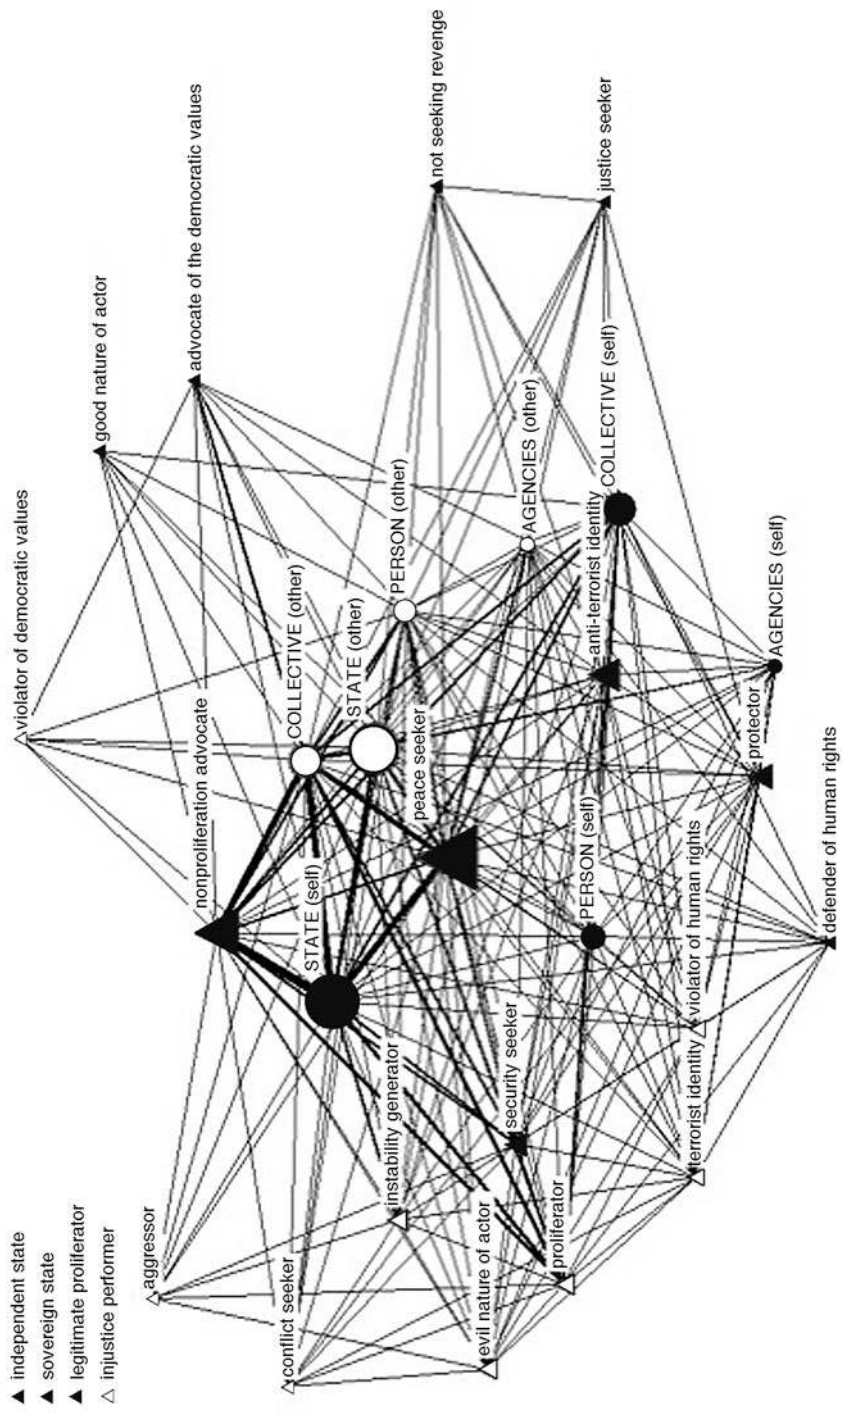 independent state
sovereign state
legitimate proliferator
injustice performer
aggressor
conflict seeker
instability generator
evil nature of actor
security seeker
proliferator
terrorist identity
violator of human rights
defender of human rights
STATE (self)
nonproliferation advocate
PERSON (self)
peace seeker
protector
AGENCIES (self)
STATE (other)
COLLECTIVE (other)
violator of democratic values
PERSON (other)
anti-terrorist identity
AGENCIES (other)
COLLECTIVE (self)
good nature of actor
advocate of the democratic values
not seeking revenge
justice seeker